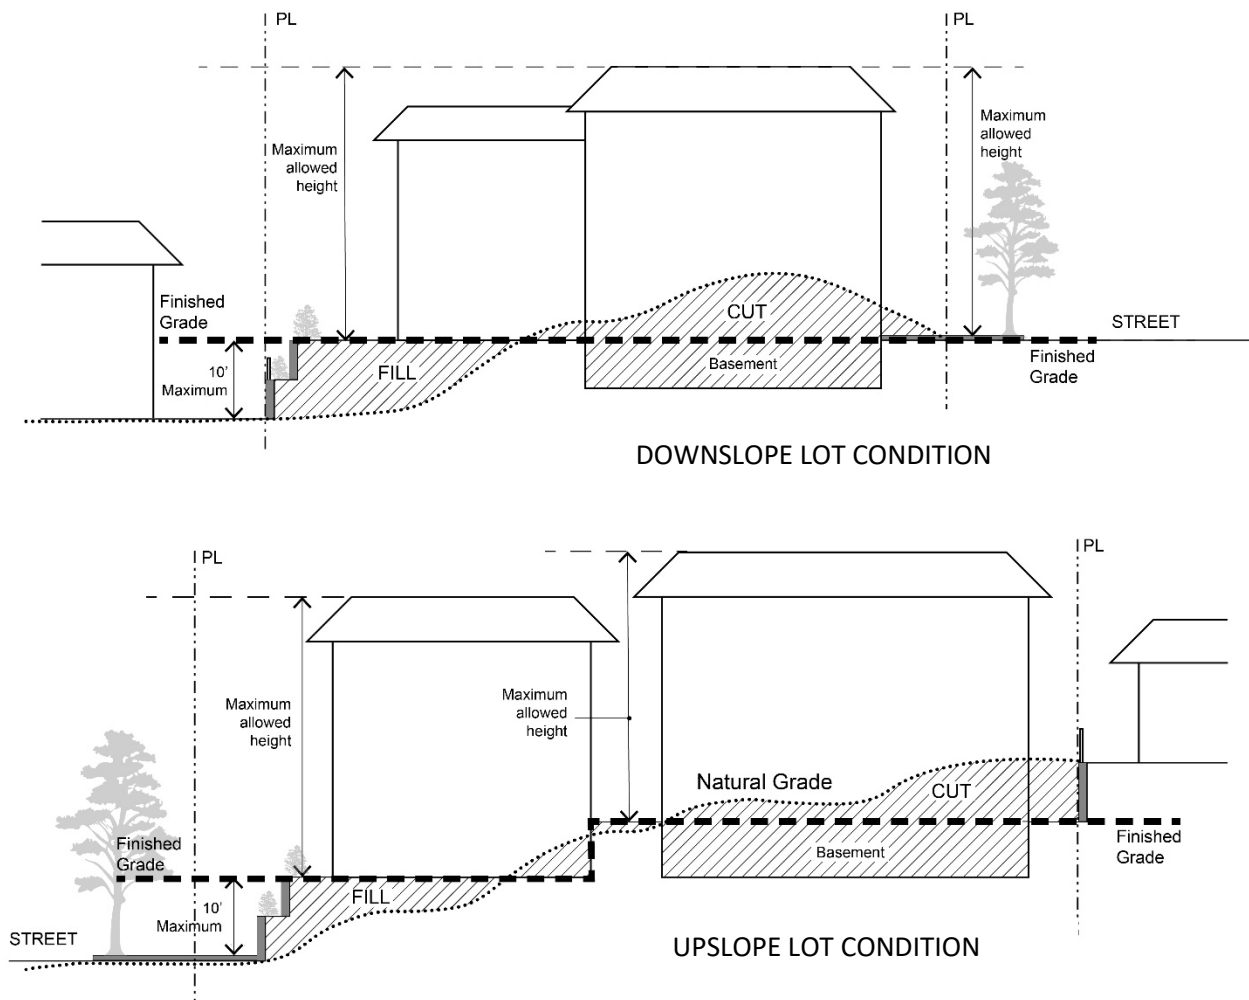 PL
PL
Maximum
allowed
height
Maximum
allowed
height
Finished
Grade
CUT
STREET
10'
Maximum
FILL
Basement
Finished
Grade
DOWNSLOPE LOT CONDITION
PL
PL
Maximum
allowed
height
Maximum
allowed
height
Natural Grade
CUT
Finished
Grade
Basement
Finished
Grade
FILL
10'
Maximum
STREET
UPSLOPE LOT CONDITION